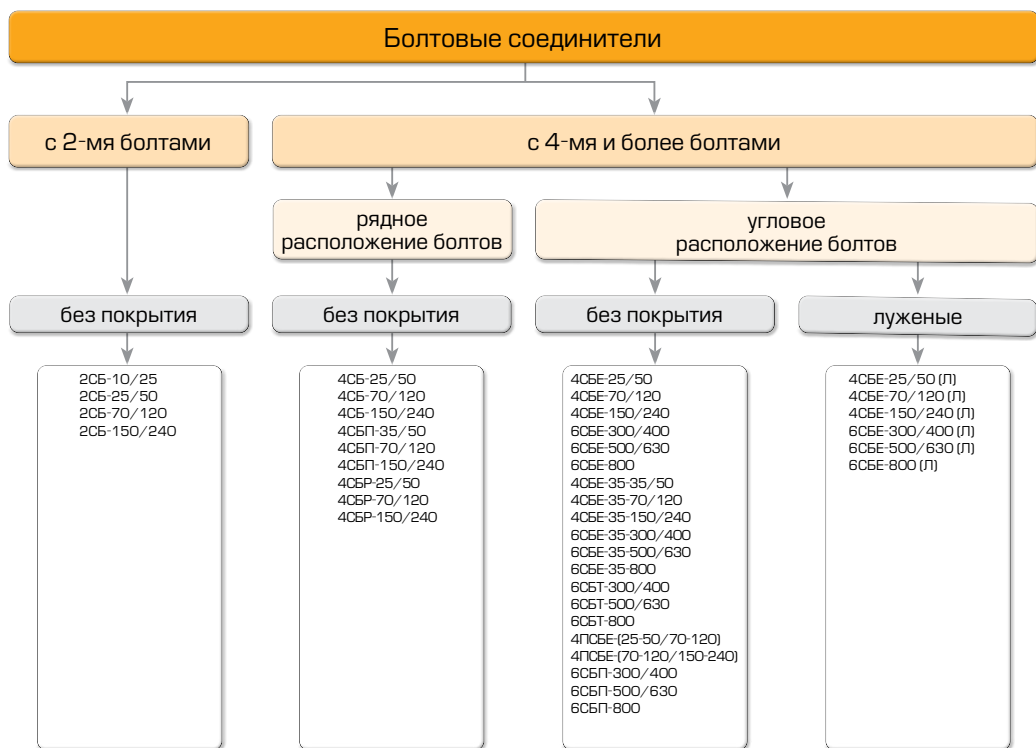 Болтовые соединители
с 2-мя болтами
с 4-мя и более болтами
рядное
расположение болтов
угловое
расположение болтов
без покрытия
без покрытия
без покрытия
луженые
2СБ-10/25
2СБ-25/50
2СБ-70/120
2СБ-150/240
4СБ-25/50
4СБ-70/120
4СБ-150/240
4СБП-35/50
4СБП-70/120
4СБП-150/240
4СБР-25/50
4СБР-70/120
4СБР-150/240
4СБЕ-25/50
4СБЕ-70/120
4СБЕ-150/240
6СБЕ-300/400
6СБЕ-500/630
6СБЕ-800
4СБЕ-35-35/50
4СБЕ-35-70/120
4СБЕ-35-150/240
6СБЕ-35-300/400
6СБЕ-35-500/630
6СБЕ-35-800
6СБТ-300/400
6СБТ-500/630
6СБТ-800
4ПСБЕ-(25-50/70-120)
4ПСБЕ-(70-120/150-240)
6СБП-300/400
6СБП-500/630
6СБП-800
4СБЕ-25/50 (Л)
4СБЕ-70/120 (Л)
4СБЕ-150/240 (Л)
6СБЕ-300/400 (Л)
6СБЕ-500/630 (Л)
6СБЕ-800 (Л)